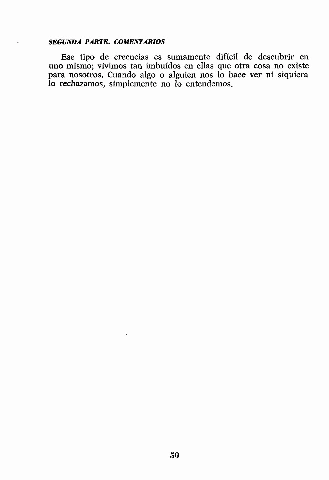 SEGUNDA PARTE. COMENTARIOS
Ese tipo de creencias es sumamente difícil de descubrir en
uno mismo; vivimos tan imbuidos en ellas que otra cosa no existe
para nosotros. Cuando algo o alguien nos lo hace ver ni siquiera
lo rechazamos, simplemente no lo entendemos.
50